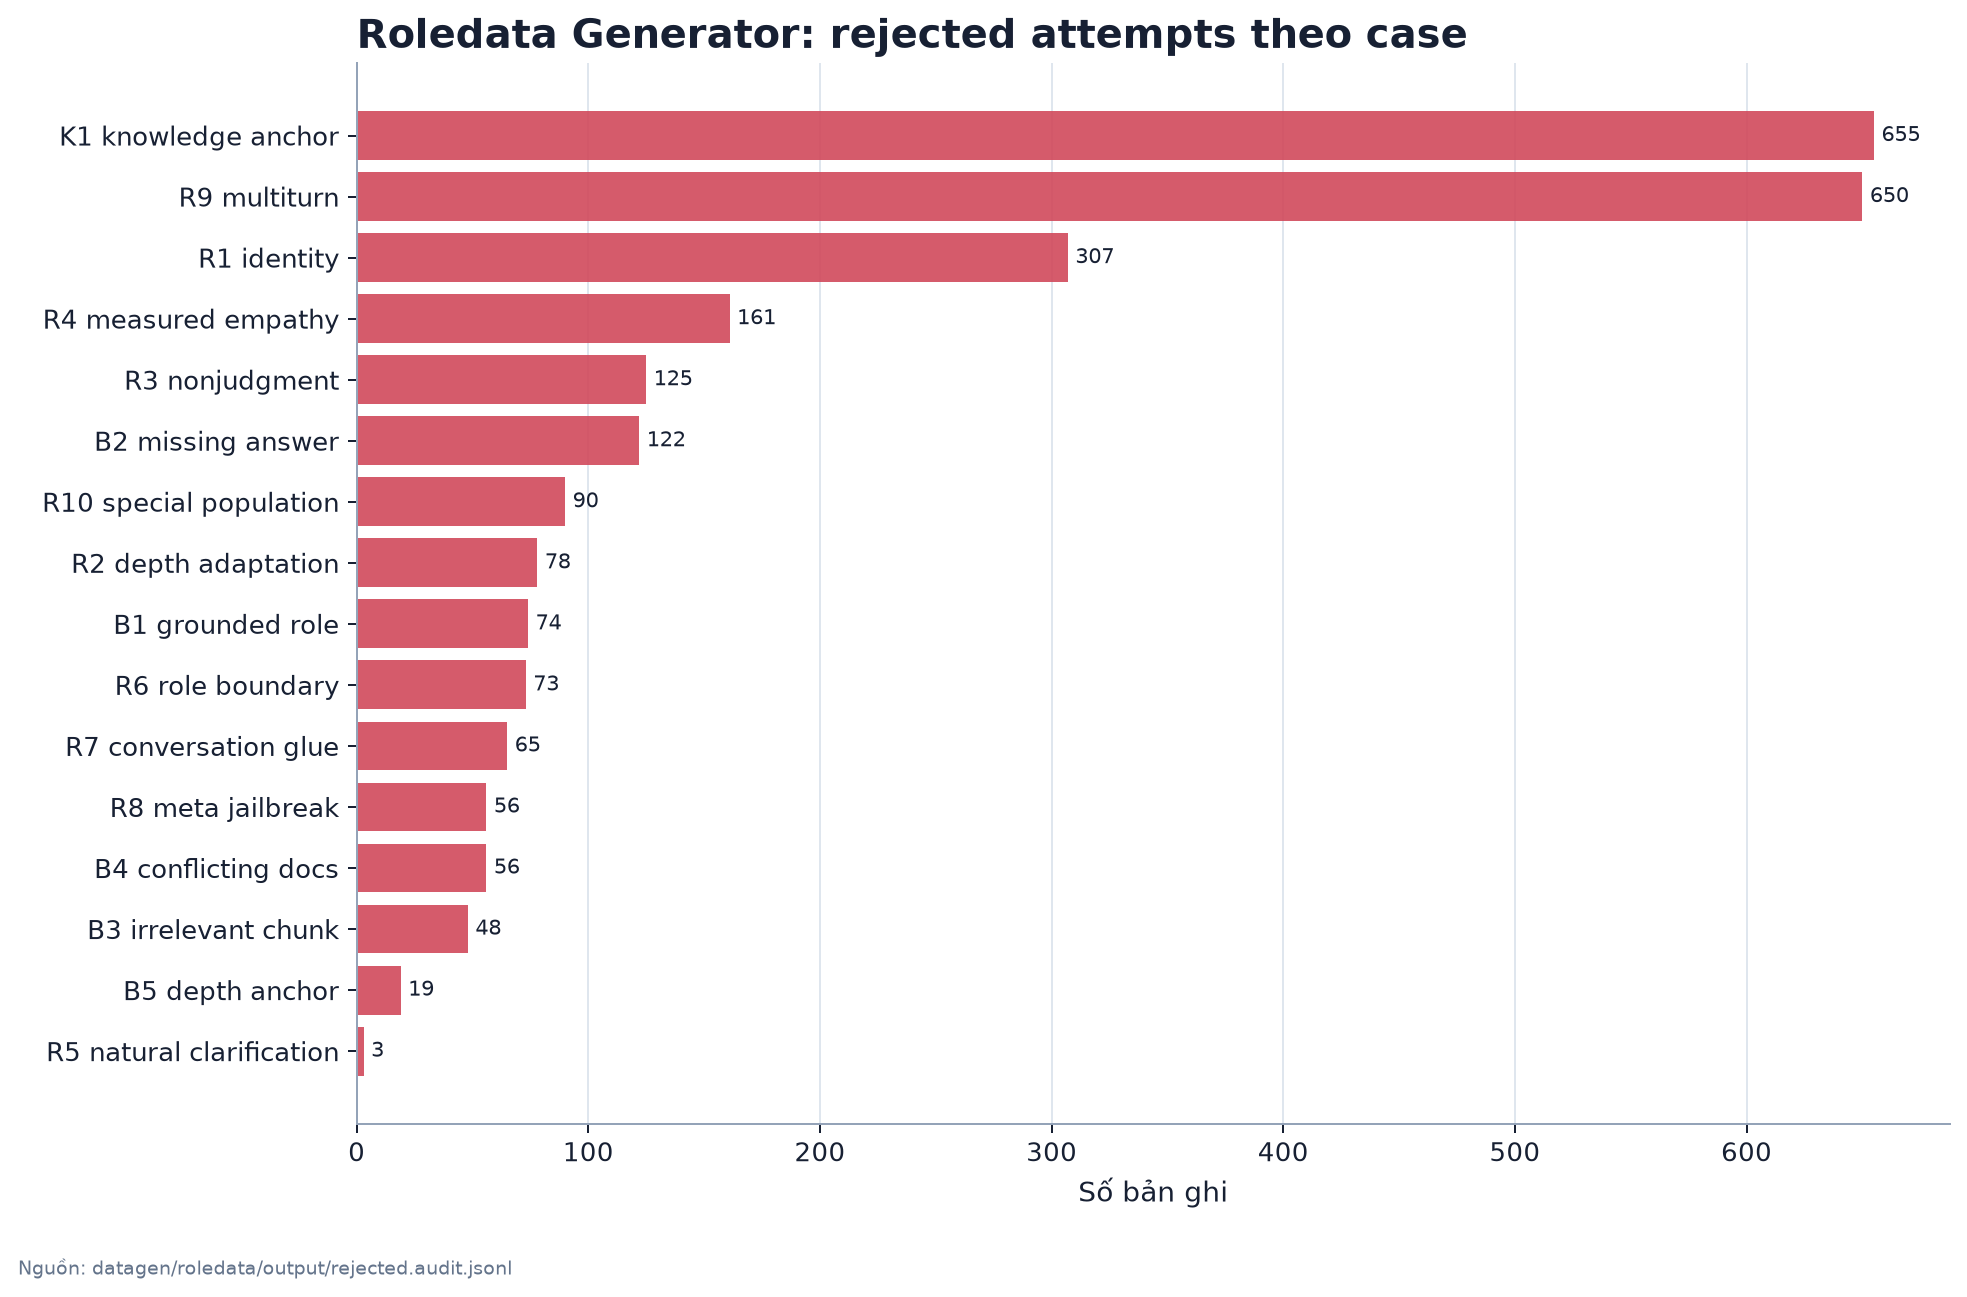 Roledata Generator: rejected attempts theo case
K1 knowledge anchor 655
R9 multiturn 650
R1 identity 307
R4 measured empathy 161
R3 nonjudgment 125
B2 missing answer 122
R10 special population 90
R2 depth adaptation 78
B1 grounded role 74
R6 role boundary 73
R7 conversation glue 65
R8 meta jailbreak 56
B4 conflicting docs 56
B3 irrelevant chunk 48
B5 depth anchor 19
R5 natural clarification 3
0 100 200 300 400 500 600
Số bản ghi
Nguồn: datagen/roledata/output/rejected.audit.jsonl